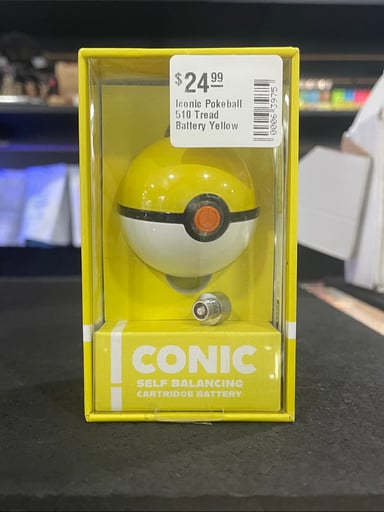 $24.99
Iconic Pokeball
510 Tread
Battery Yellow
CONIC
SELF BALANCING
CARTRIDGE BATTERY